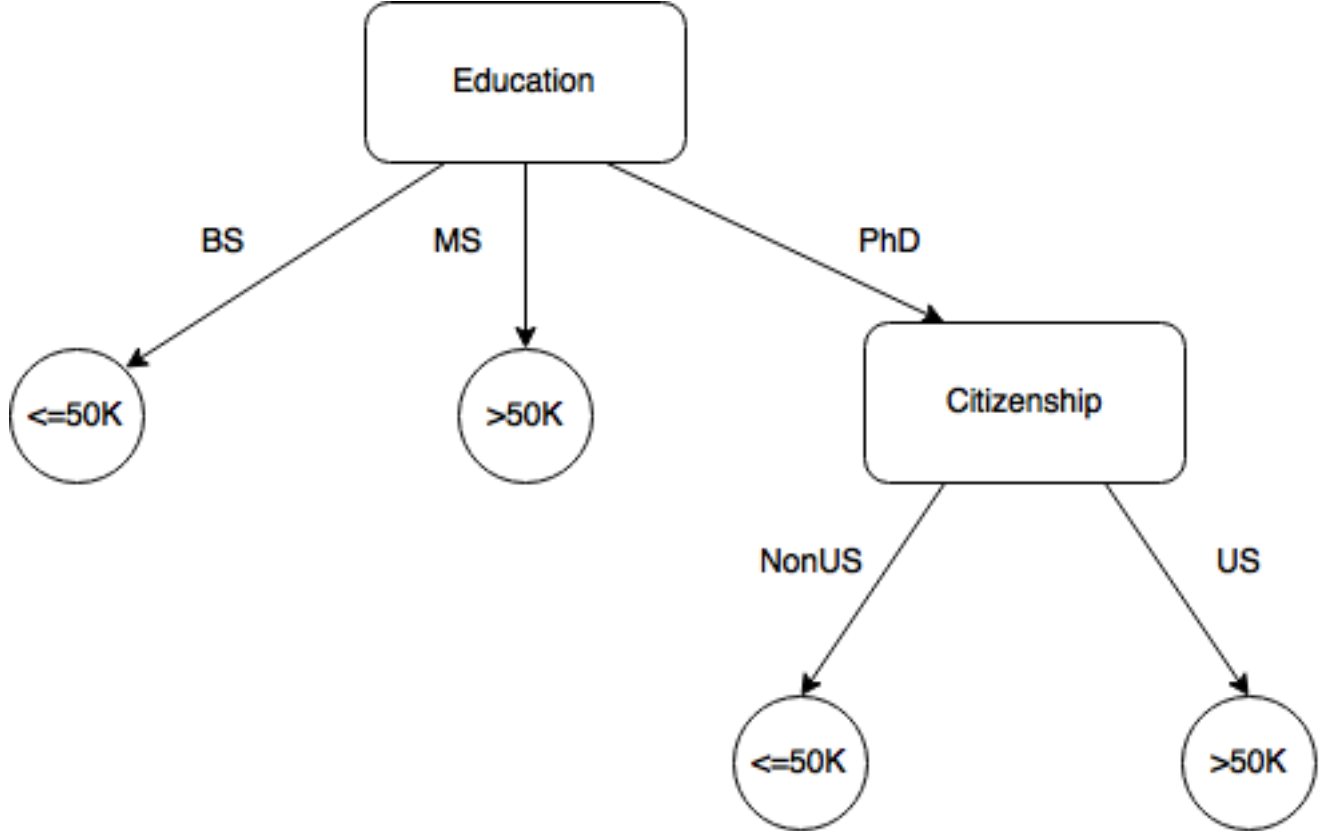 Education
BS
MS
PhD
<=50K
>50K
Citizenship
NonUS
US
<=50K
>50K